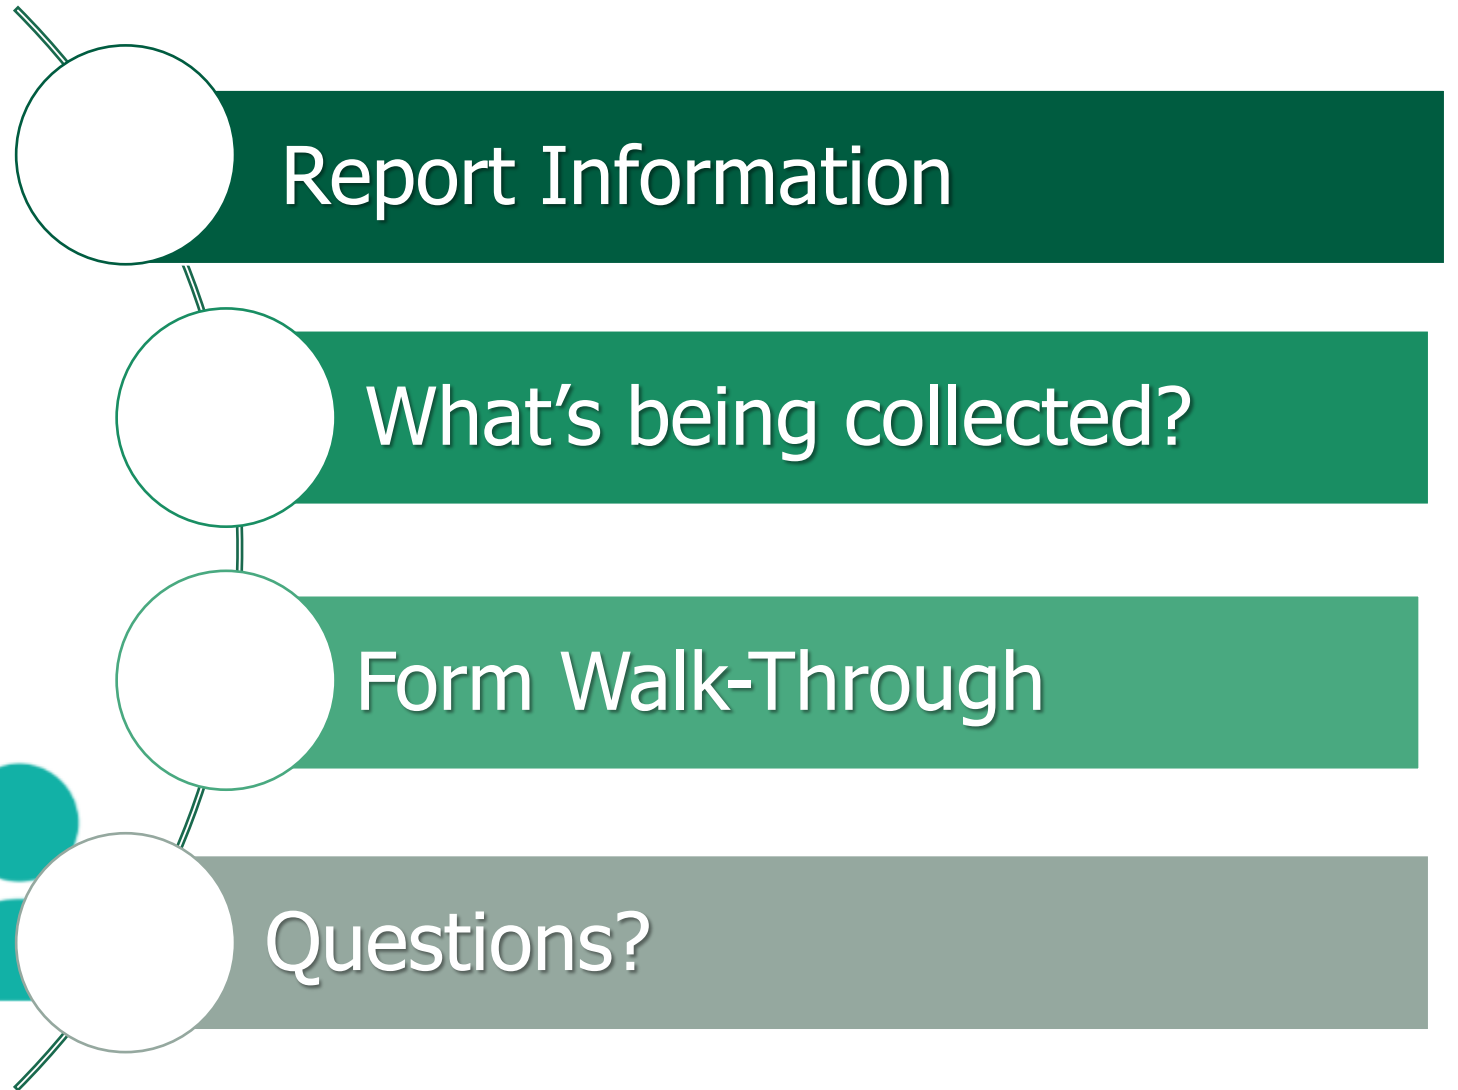 Report Information
What’s being collected?
Form Walk-Through
Questions?